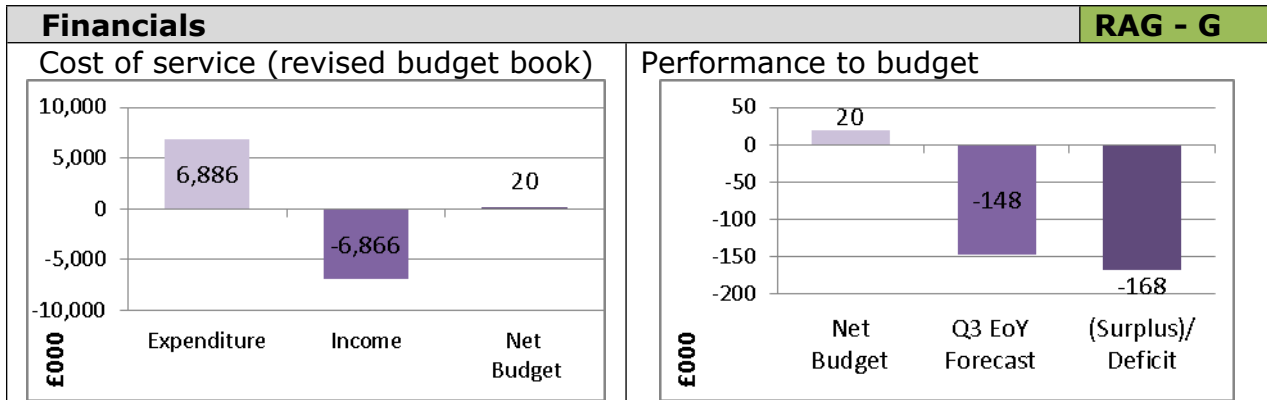 Financials
RAG - G
Cost of service (revised budget book)
10,000
5,000
0
-5,000
-10,000
6,886
-6,866
20
Expenditure
Income
Net
Budget
£000
Performance to budget
50
0
-50
-100
-150
-200
20
-148
-168
Net
Budget
Q3 EoY
Forecast
(Surplus)/
Deficit
£000